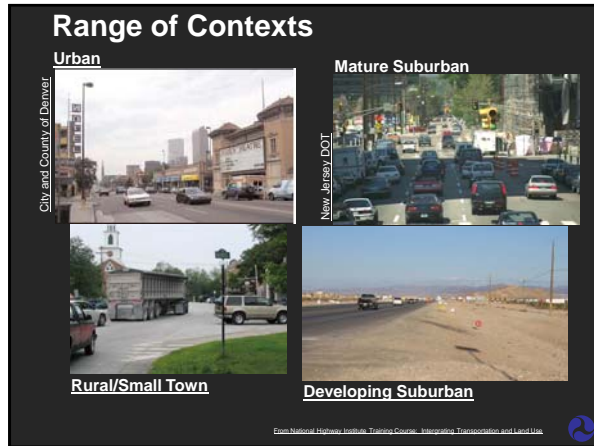 Range of Contexts
Urban
Mature Suburban
City and County of Denver
New Jersey DOT
Rural/Small Town
Developing Suburban
From National Highway Institute Training Course: Intergrating Transportation and Land Use